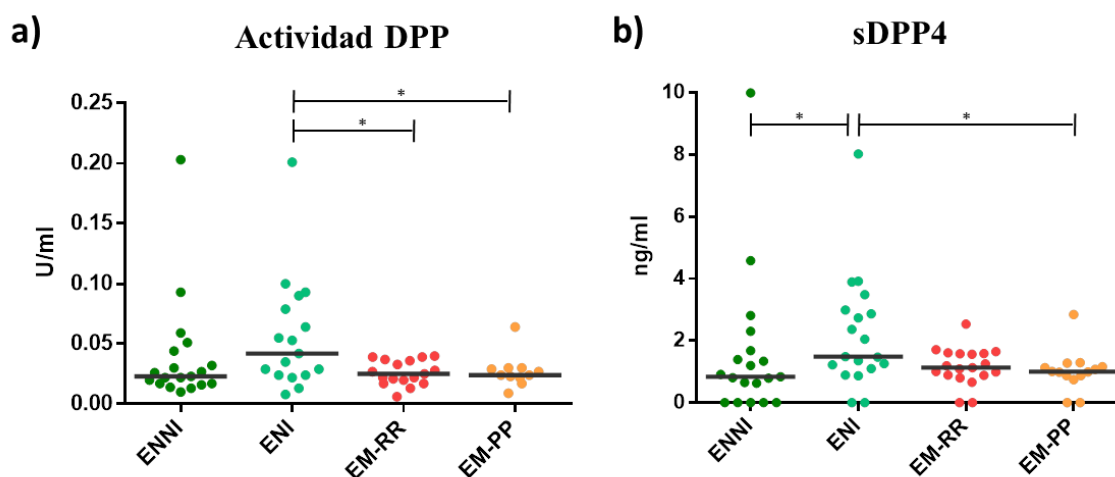 a)
Actividad DPP
U/ml
0.25
0.20
0.15
0.10
0.05
0.00
*
*
ENNI
ENI
EM-RR
EM-PP
b)
sDPP4
ng/ml
10
8
6
4
2
0
*
*
ENNI
ENI
EM-RR
EM-PP